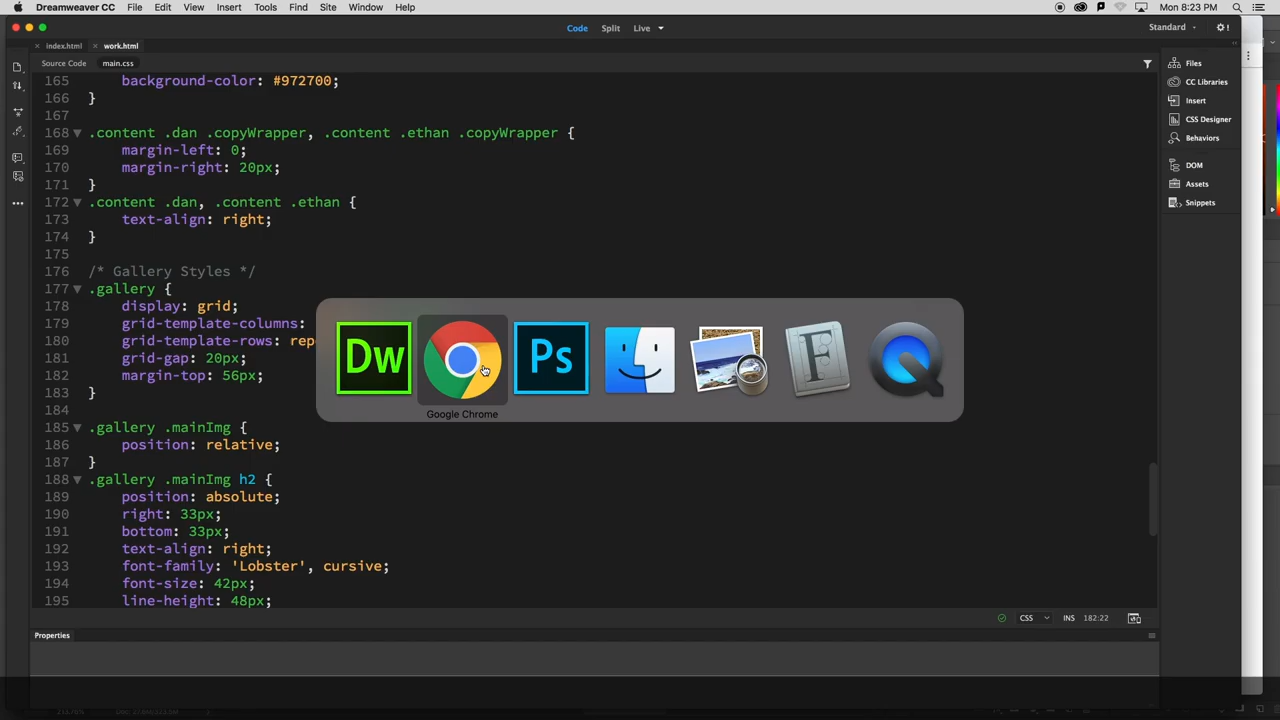 Dreamweaver CC File Edit View Insert Tools Find Site Window Help Mon 8:23 PM
Code Split Live Standard
index.html work.html
Source Code main.css
Files
CC Libraries
Insert
CSS Designer
Behaviors
DOM
Assets
Snippets
165 background-color: #972700;
166 }
167
168 .content .dan .copyWrapper, .content .ethan .copyWrapper {
169 margin-left: 0;
170 margin-right: 20px;
171 }
172 .content .dan, .content .ethan {
173 text-align: right;
174 }
175
176 /* Gallery Styles */
177 .gallery {
178 display: grid;
179 grid-template-columns:
180 grid-template-rows: rep
181 grid-gap: 20px;
182 margin-top: 56px;
183 }
184
185 .gallery .mainImg {
186 position: relative;
187 }
188 .gallery .mainImg h2 {
189 position: absolute;
190 right: 33px;
191 bottom: 33px;
192 text-align: right;
193 font-family: 'Lobster', cursive;
194 font-size: 42px;
195 line-height: 48px;
Dw Ps F
Google Chrome
CSS INS 182:22
Properties